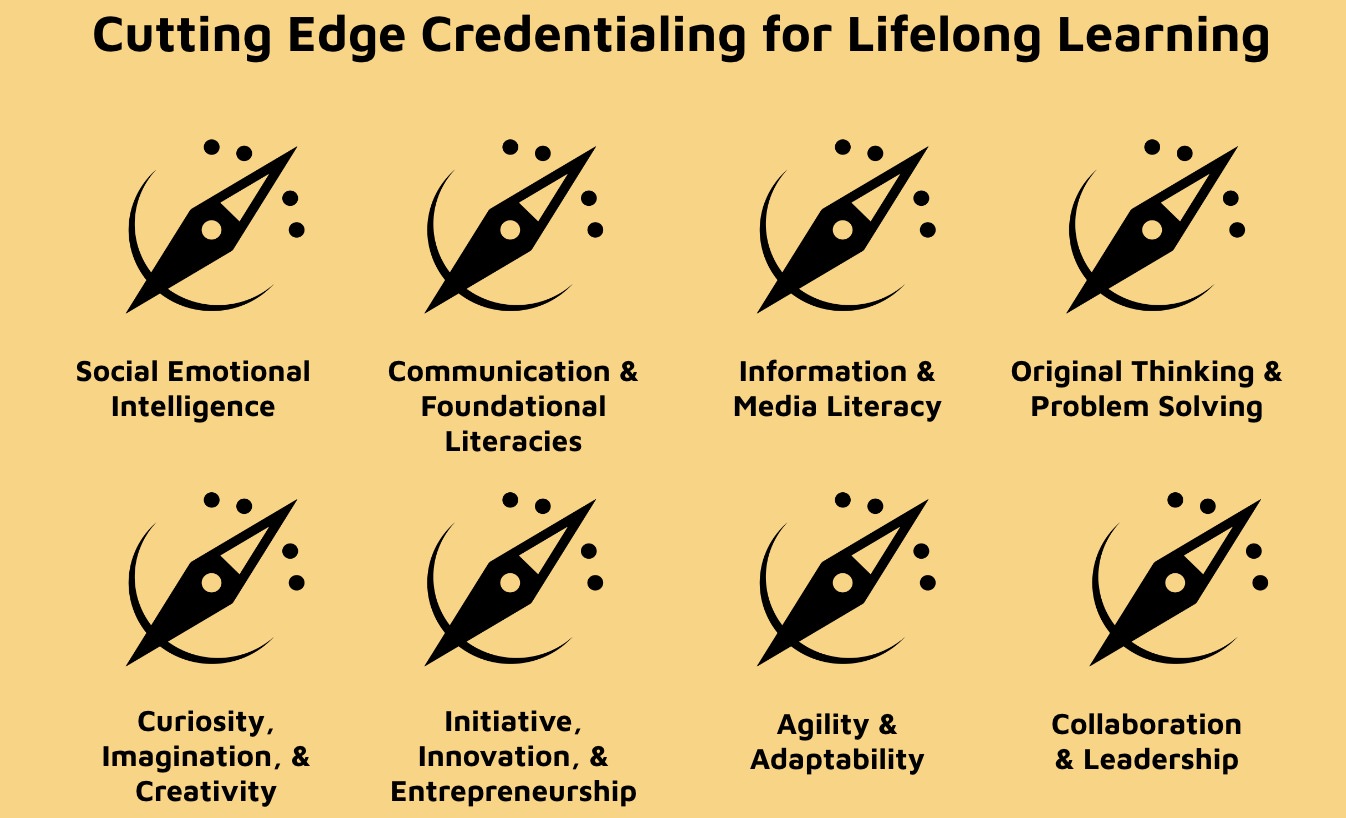 Cutting Edge Credentialing for Lifelong Learning
Social Emotional
Intelligence
Communication &
Foundational
Literacies
Information &
Media Literacy
Original Thinking &
Problem Solving
Curiosity,
Imagination, &
Creativity
Initiative,
Innovation, &
Entrepreneurship
Agility &
Adaptability
Collaboration
& Leadership